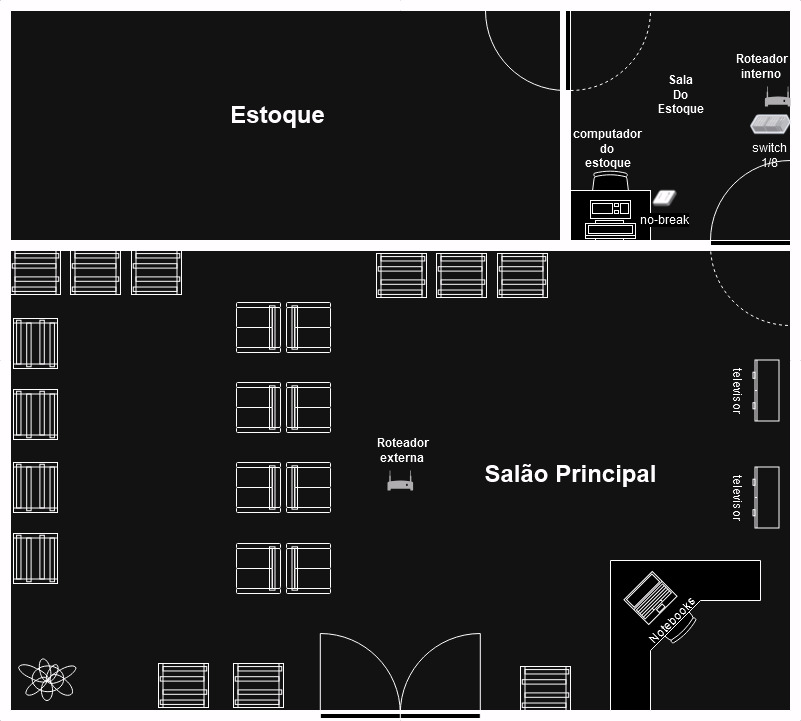 Estoque
Sala
Do
Estoque
Roteador
interno
switch
1/8
computador
do
estoque
no-break
televisor
Roteador
externa
Salão Principal
televisor
Notebooks